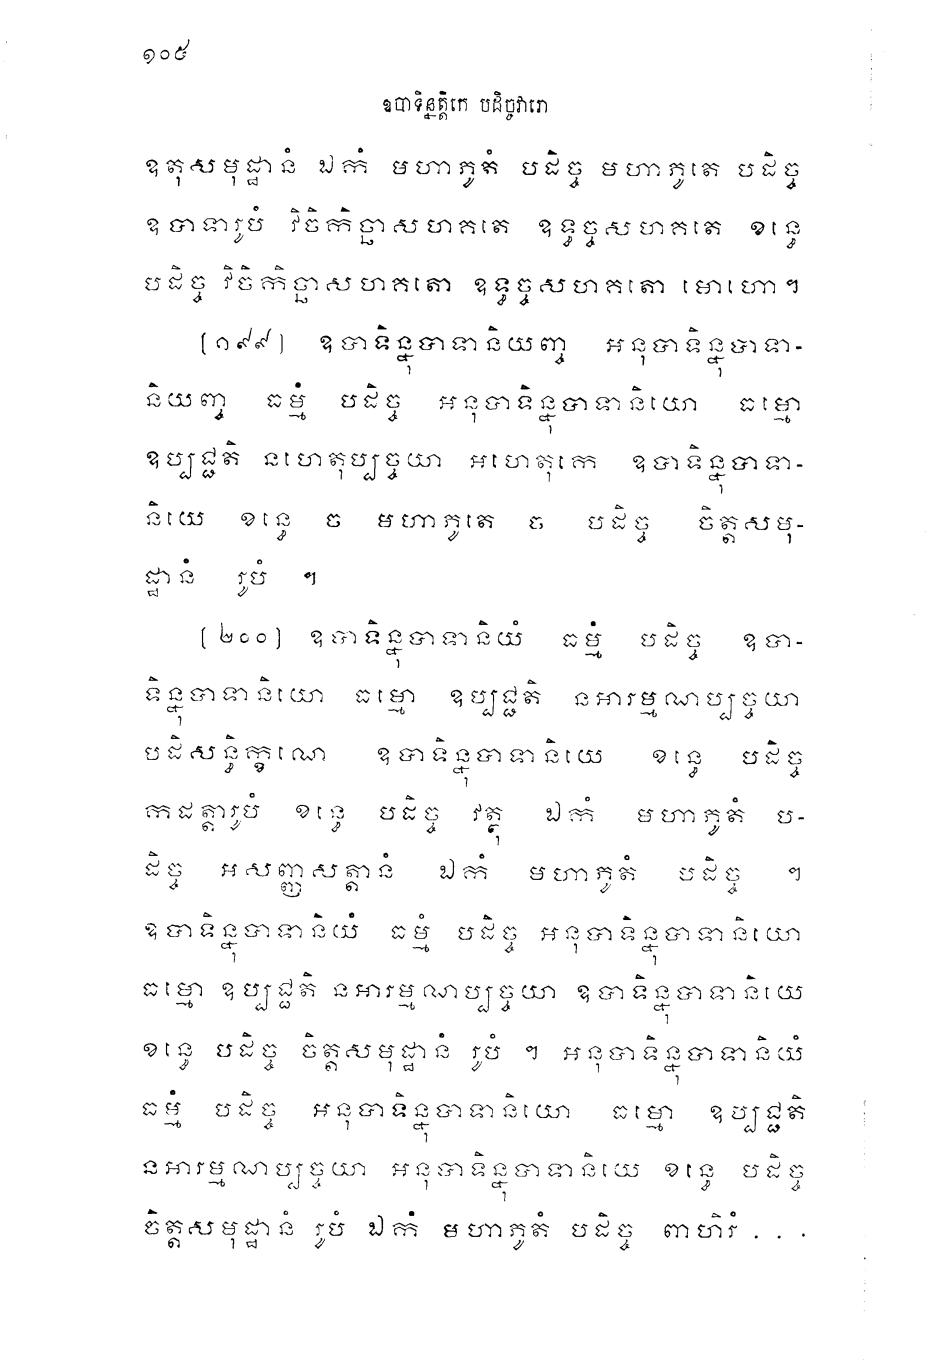 ១០៥
ឧបាទិន្នត្តិកេ បដិច្ចវារោ
ឧតុសមុដ្ឋានំ ឯកំ មហាភូតំ បដិច្ច មហាភូតេ បដិច្ច
ឧបាទារូបំ វិចិកិច្ឆាសហគតេ ឧទ្ធច្ចសហគតេ ខន្ធេ
បដិច្ច វិចិកិច្ឆាសហគតោ ឧទ្ធច្ចសហគតោ មោហោ។
[១៩៩] ឧបាទិន្នុបាទានិយញ្ច អនុបាទិន្នុបាទា-
និយញ្ច ធម្មំ បដិច្ច អនុបាទិន្នុបាទានិយោ ធម្មោ
ឧប្បជ្ជតិ នហេតុប្បច្ចយា អហេតុកេ ឧបាទិន្នុបាទា-
និយេ ខន្ធេ ច មហាភូតេ ច បដិច្ច ចិត្តសមុ-
ដ្ឋានំ រូបំ ។
[២០០] ឧបាទិន្នុបាទានិយំ ធម្មំ បដិច្ច ឧបា-
ទិន្នុបាទានិយោ ធម្មោ ឧប្បជ្ជតិ នអារម្មណប្បច្ចយា
បដិសន្ធិក្ខណេ ឧបាទិន្នុបាទានិយេ ខន្ធេ បដិច្ច
កដត្តារូបំ ខន្ធេ បដិច្ច វត្ថុ ឯកំ មហាភូតំ ប-
ដិច្ច អសញ្ញសត្តានំ ឯកំ មហាភូតំ បដិច្ច ។
ឧបាទិន្នុបាទានិយំ ធម្មំ បដិច្ច អនុបាទិន្នុបាទានិយោ
ធម្មោ ឧប្បជ្ជតិ នអារម្មណប្បច្ចយា ឧបាទិន្នុបាទានិយេ
ខន្ធេ បដិច្ច ចិត្តសមុដ្ឋានំ រូបំ ។ អនុបាទិន្នុបាទានិយំ
ធម្មំ បដិច្ច អនុបាទិន្នុបាទានិយោ ធម្មោ ឧប្បជ្ជតិ
នអារម្មណប្បច្ចយា អនុបាទិន្នុបាទានិយេ ខន្ធេ បដិច្ច
ចិត្តសមុដ្ឋានំ រូបំ ឯកំ មហាភូតំ បដិច្ច ពាហិរំ . . .